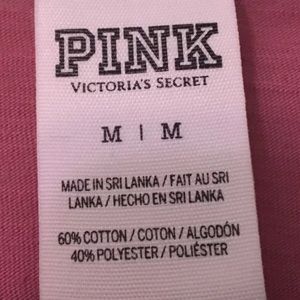 PINK
VICTORIA'S SECRET
M | M
MADE IN SRI LANKA / FAIT AU SRI
LANKA / HECHO EN SRI LANKA
60% COTTON / COTON / ALGODÓN
40% POLYESTER / POLIÉSTER